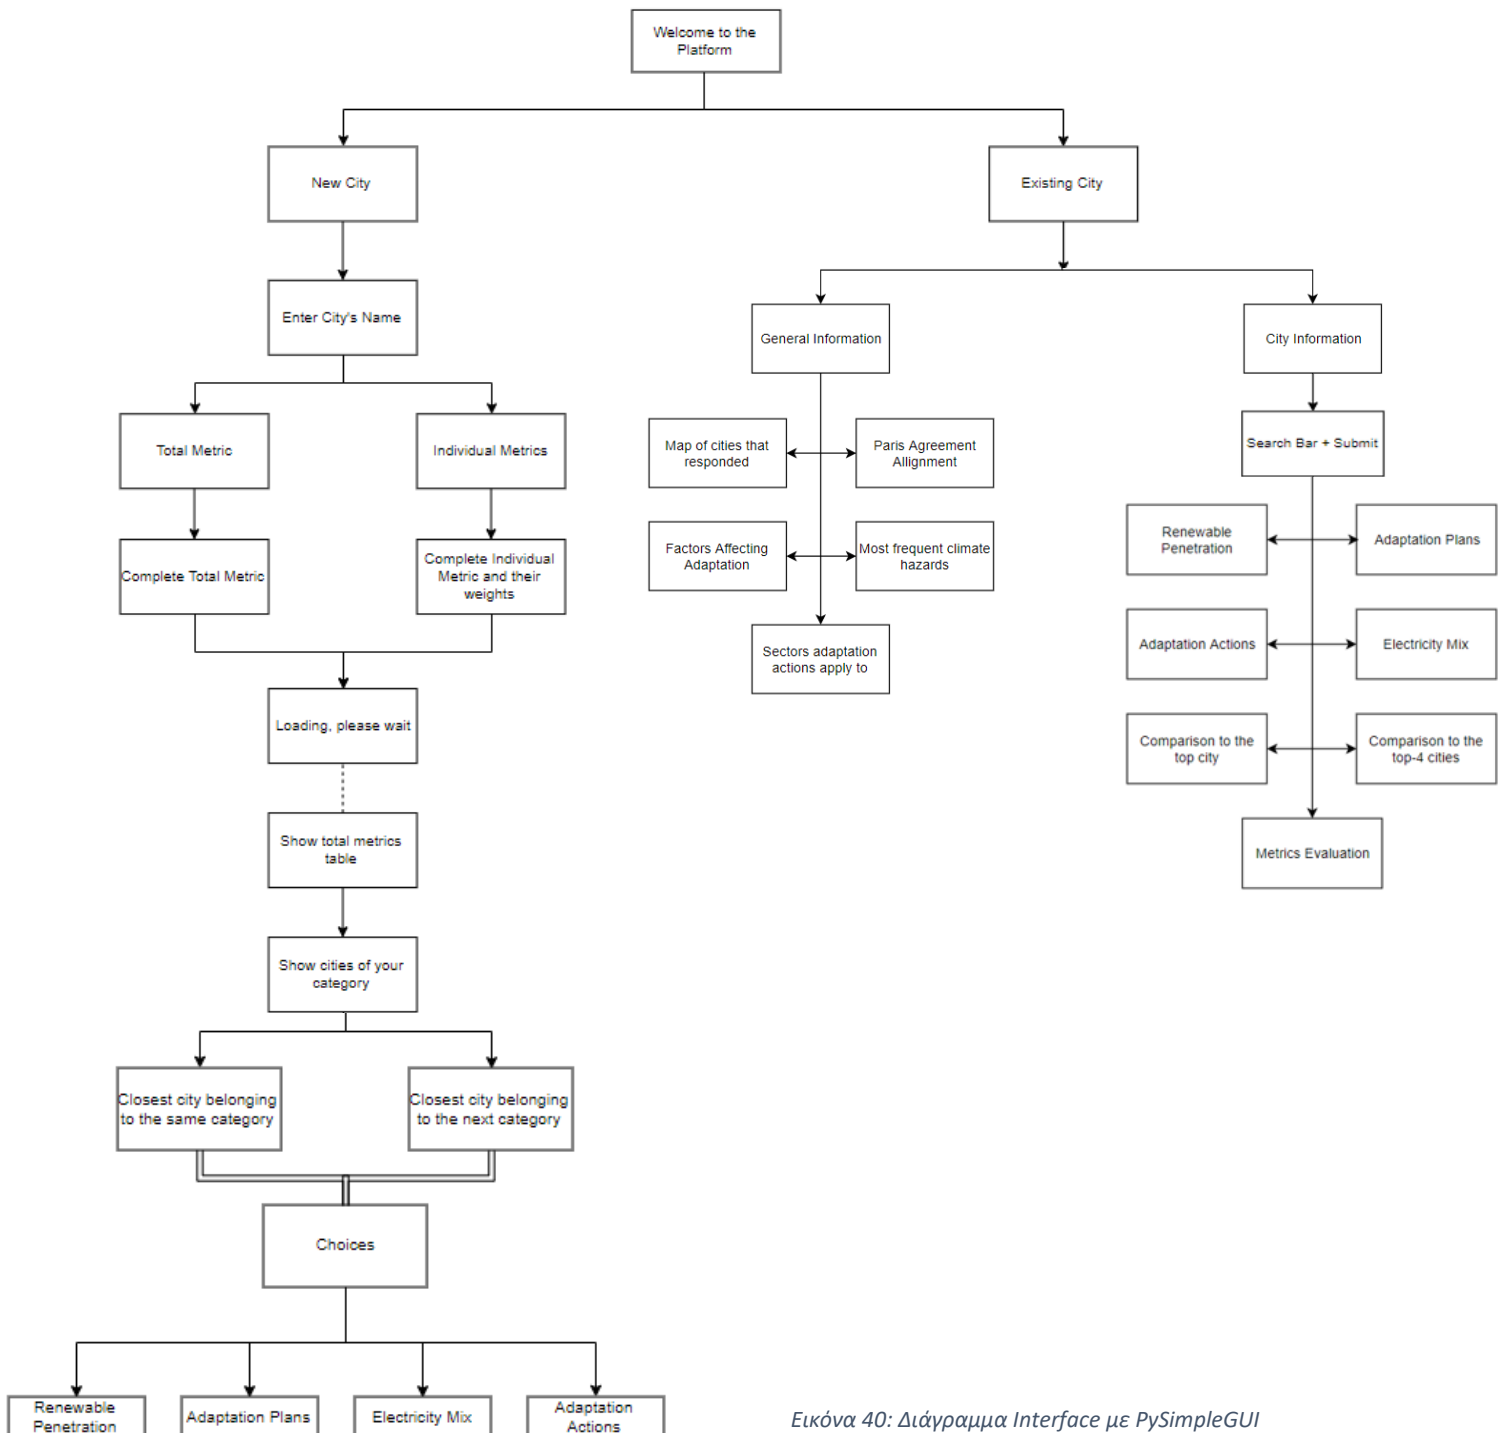 Welcome to the
Platform
New City
Existing City
Enter City's Name
General Information
City Information
Total Metric
Individual Metrics
Map of cities that
responded
Paris Agreement
Allignment
Search Bar + Submit
Complete Total Metric
Complete Individual
Metric and their
weights
Factors Affecting
Adaptation
Most frequent climate
hazards
Renewable
Penetration
Adaptation Plans
Sectors adaptation
actions apply to
Adaptation Actions
Electricity Mix
Loading, please wait
Comparison to the
top city
Comparison to the
top-4 cities
Show total metrics
table
Metrics Evaluation
Show cities of your
category
Closest city belonging
to the same category
Closest city belonging
to the next category
Choices
Renewable
Penetration
Adaptation Plans
Electricity Mix
Adaptation
Actions
Εικόνα 40: Διάγραμμα Interface με PySimpleGUI